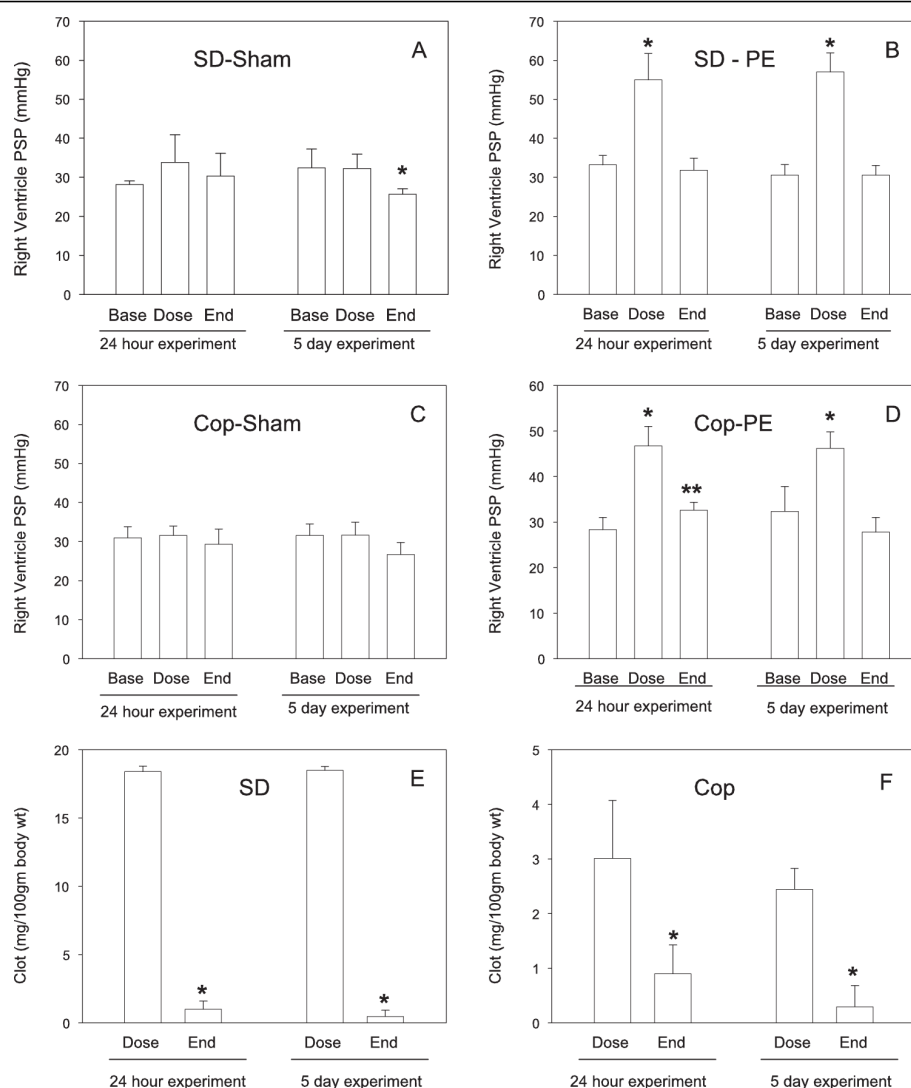 SD-Sham
A
Right Ventricle PSP (mmHg)
70
60
50
40
30
20
10
0
*
Base Dose End Base Dose End
24 hour experiment 5 day experiment
SD - PE
B
Right Ventricle PSP (mmHg)
70
60
50
40
30
20
10
0
* *
Base Dose End Base Dose End
24 hour experiment 5 day experiment
Cop-Sham
C
Right Ventricle PSP (mmHg)
70
60
50
40
30
20
10
0
Base Dose End Base Dose End
24 hour experiment 5 day experiment
Cop-PE
D
Right Ventricle PSP (mmHg)
60
50
40
30
20
10
0
* ** *
Base Dose End Base Dose End
24 hour experiment 5 day experiment
SD
E
Clot (mg/100gm body wt)
20
15
10
5
0
* *
Dose End Dose End
24 hour experiment 5 day experiment
Cop
F
Clot (mg/100gm body wt)
5
4
3
2
1
0
* *
Dose End Dose End
24 hour experiment 5 day experiment